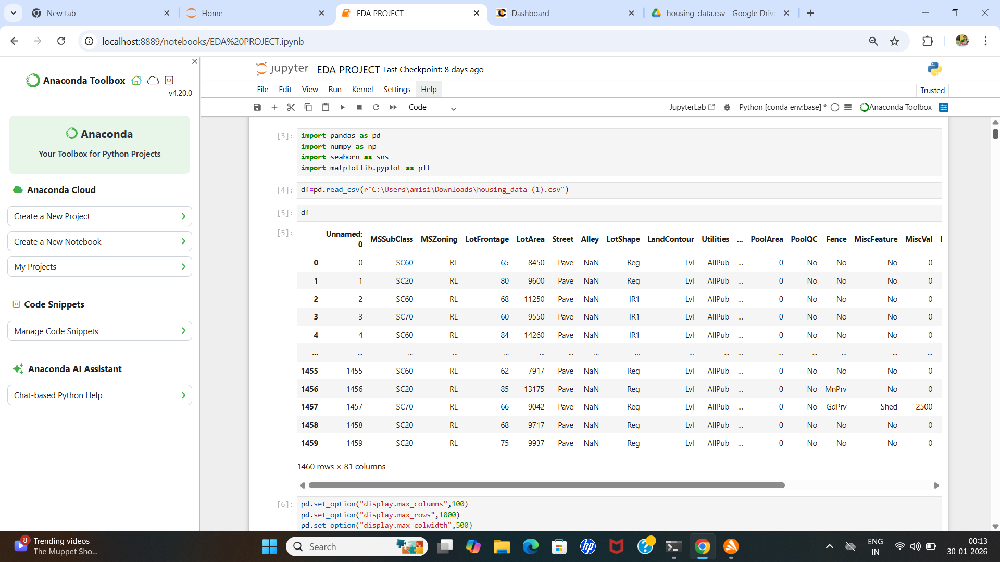 New tab
Home
EDA PROJECT
Dashboard
housing_data.csv - Google Drive
localhost:8889/notebooks/EDA%20PROJECT.ipynb
Anaconda Toolbox
v4.20.0
Anaconda
Your Toolbox for Python Projects
Anaconda Cloud
Create a New Project
Create a New Notebook
My Projects
Code Snippets
Manage Code Snippets
Anaconda AI Assistant
Chat-based Python Help
jupyter EDA PROJECT Last Checkpoint: 8 days ago
File Edit View Run Kernel Settings Help
Trusted
Code
JupyterLab Python [conda env:base] * Anaconda Toolbox
[3]: import pandas as pd
import numpy as np
import seaborn as sns
import matplotlib.pyplot as plt
[4]: df=pd.read_csv(r"C:\Users\amisi\Downloads\housing_data (1).csv")
[5]: df
[5]: Unnamed: 0 MSSubClass MSZoning LotFrontage LotArea Street Alley LotShape LandContour Utilities ... PoolArea PoolQC Fence MiscFeature MiscVal
0 0 SC60 RL 65 8450 Pave NaN Reg Lvl AllPub ... 0 No No No 0
1 1 SC20 RL 80 9600 Pave NaN Reg Lvl AllPub ... 0 No No No 0
2 2 SC60 RL 68 11250 Pave NaN IR1 Lvl AllPub ... 0 No No No 0
3 3 SC70 RL 60 9550 Pave NaN IR1 Lvl AllPub ... 0 No No No 0
4 4 SC60 RL 84 14260 Pave NaN IR1 Lvl AllPub ... 0 No No No 0
... ... ... ... ... ... ... ... ... ... ... ... ... ... ... ... ...
1455 1455 SC60 RL 62 7917 Pave NaN Reg Lvl AllPub ... 0 No No No 0
1456 1456 SC20 RL 85 13175 Pave NaN Reg Lvl AllPub ... 0 No MnPrv No 0
1457 1457 SC70 RL 66 9042 Pave NaN Reg Lvl AllPub ... 0 No GdPrv Shed 2500
1458 1458 SC20 RL 68 9717 Pave NaN Reg Lvl AllPub ... 0 No No No 0
1459 1459 SC20 RL 75 9937 Pave NaN Reg Lvl AllPub ... 0 No No No 0
1460 rows × 81 columns
[6]: pd.set_option("display.max_columns",100)
pd.set_option("display.max_rows",1000)
pd.set_option("display.max_colwidth",500)
8
Trending videos
The Muppet Sho...
Search
hp
ENG
IN
00:13
30-01-2026